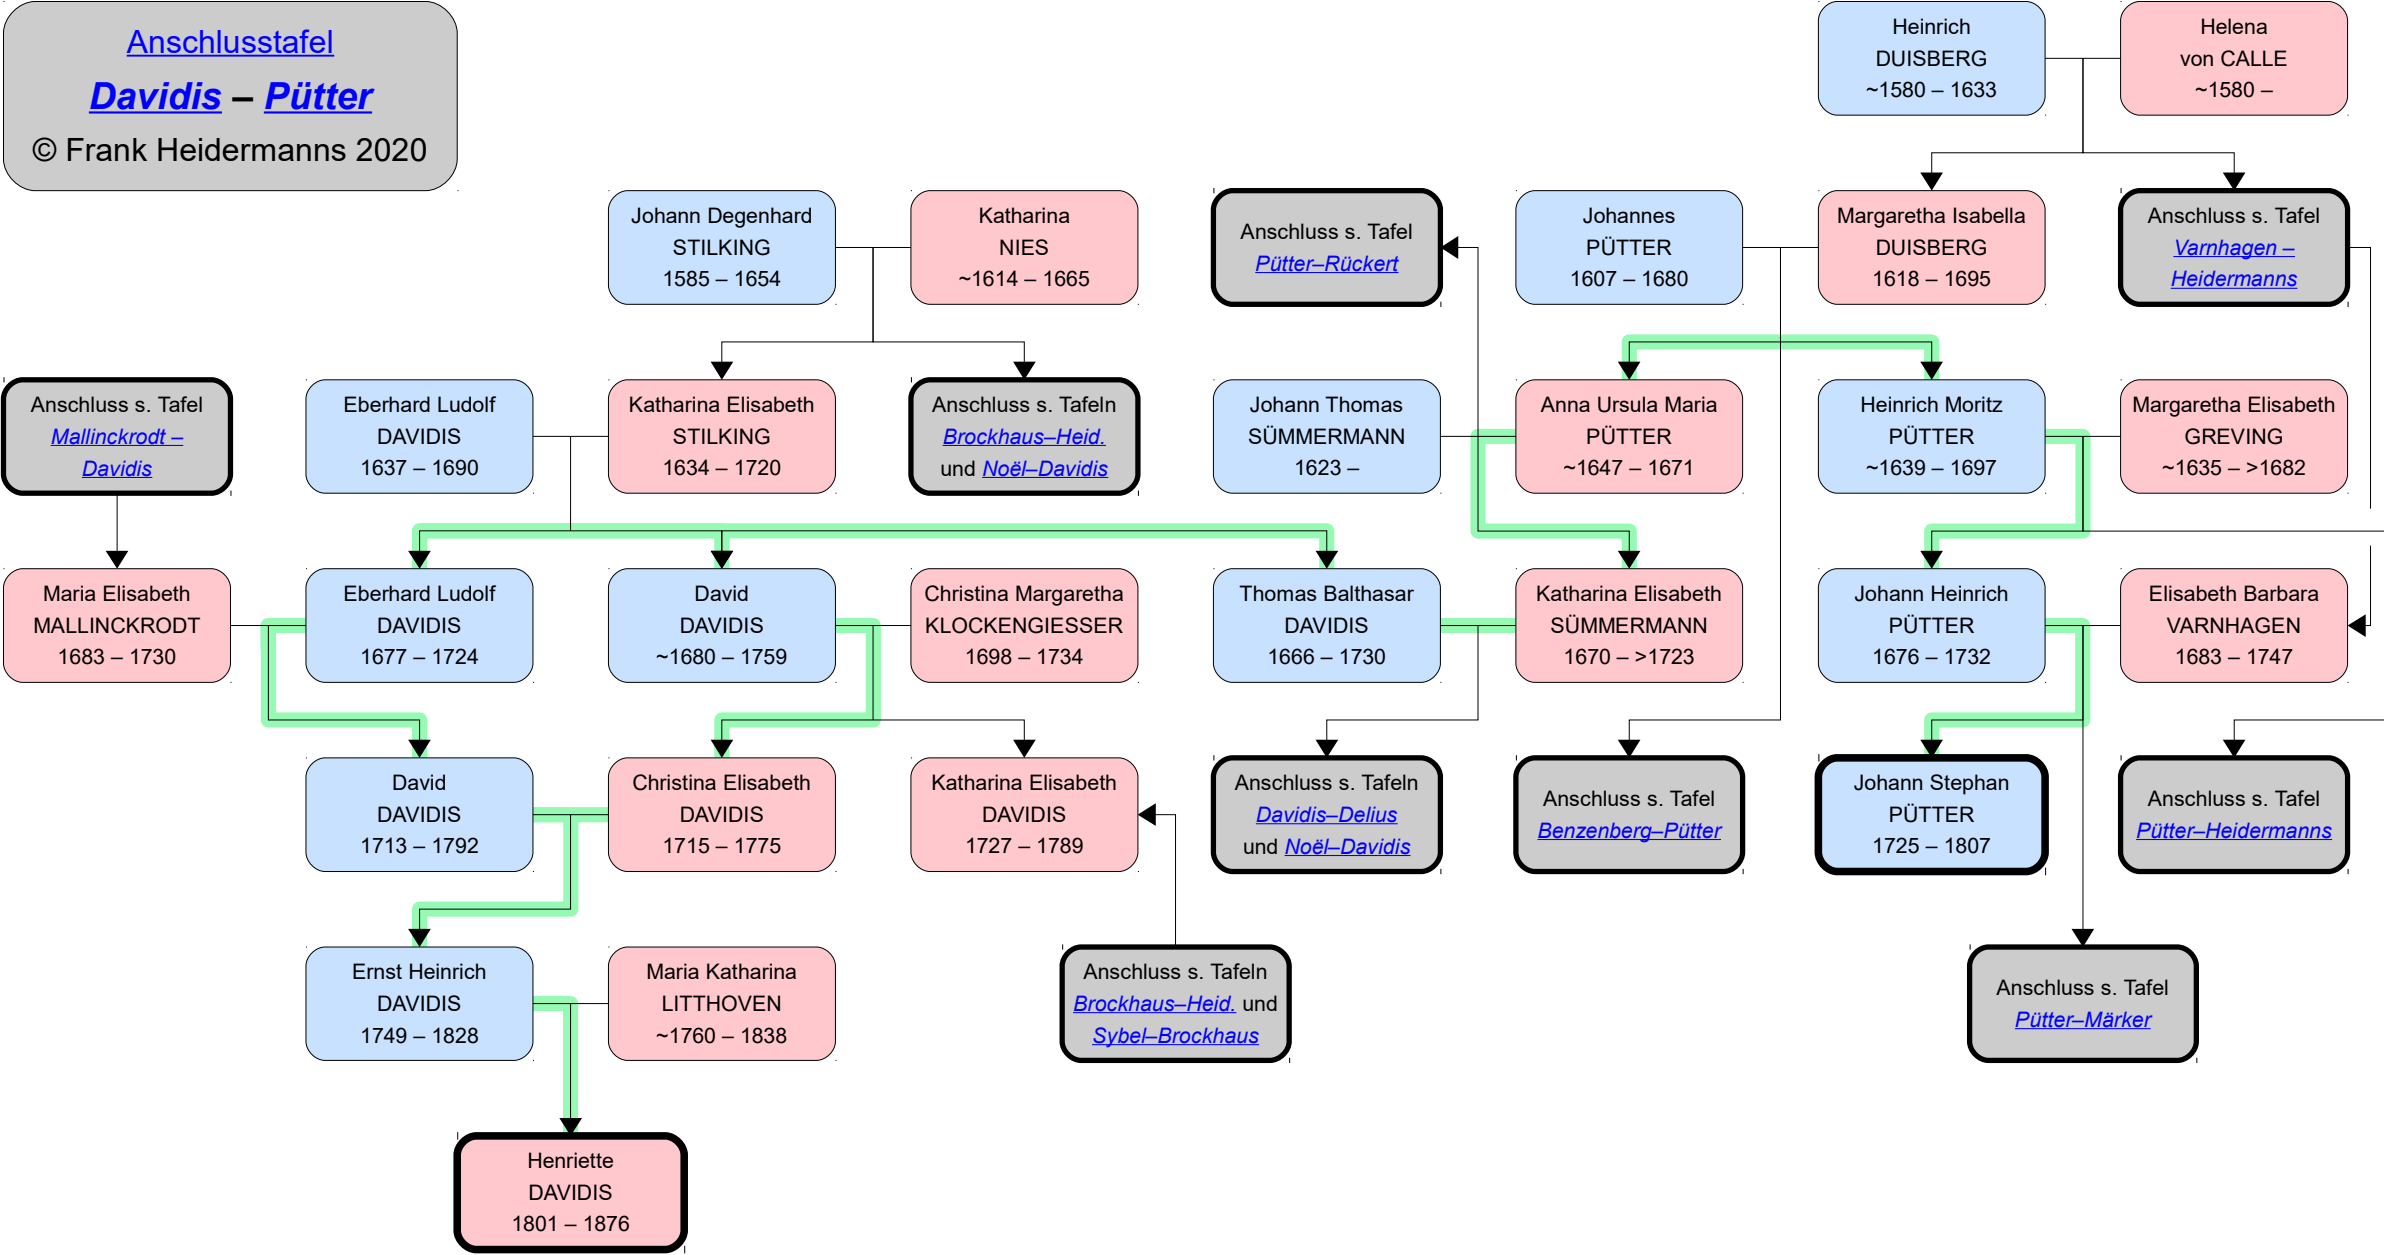 Anschlusstafel
Davidis – Pütter
© Frank Heidermanns 2020
Heinrich
DUISBERG
~1580 – 1633
Helena
von CALLE
~1580 –
Johann Degenhard
STILKING
1585 – 1654
Katharina
NIES
~1614 – 1665
Anschluss s. Tafel
Pütter–Rückert
Johannes
PÜTTER
1607 – 1680
Margaretha Isabella
DUISBERG
1618 – 1695
Anschluss s. Tafel
Varnhagen –
Heidermanns
Anschluss s. Tafel
Mallinckrodt –
Davidis
Eberhard Ludolf
DAVIDIS
1637 – 1690
Katharina Elisabeth
STILKING
1634 – 1720
Anschluss s. Tafeln
Brockhaus–Heid.
und Noël–Davidis
Johann Thomas
SÜMMERMANN
1623 –
Anna Ursula Maria
PÜTTER
~1647 – 1671
Heinrich Moritz
PÜTTER
~1639 – 1697
Margaretha Elisabeth
GREVING
~1635 – >1682
Maria Elisabeth
MALLINCKRODT
1683 – 1730
Eberhard Ludolf
DAVIDIS
1677 – 1724
David
DAVIDIS
~1680 – 1759
Christina Margaretha
KLOCKENGIESSER
1698 – 1734
Thomas Balthasar
DAVIDIS
1666 – 1730
Katharina Elisabeth
SÜMMERMANN
1670 – >1723
Johann Heinrich
PÜTTER
1676 – 1732
Elisabeth Barbara
VARNHAGEN
1683 – 1747
David
DAVIDIS
1713 – 1792
Christina Elisabeth
DAVIDIS
1715 – 1775
Katharina Elisabeth
DAVIDIS
1727 – 1789
Anschluss s. Tafeln
Davidis–Delius
und Noël–Davidis
Anschluss s. Tafel
Benzenberg–Pütter
Johann Stephan
PÜTTER
1725 – 1807
Anschluss s. Tafel
Pütter–Heidermanns
Ernst Heinrich
DAVIDIS
1749 – 1828
Maria Katharina
LITTHOVEN
~1760 – 1838
Anschluss s. Tafeln
Brockhaus–Heid. und
Sybel–Brockhaus
Anschluss s. Tafel
Pütter–Märker
Henriette
DAVIDIS
1801 – 1876